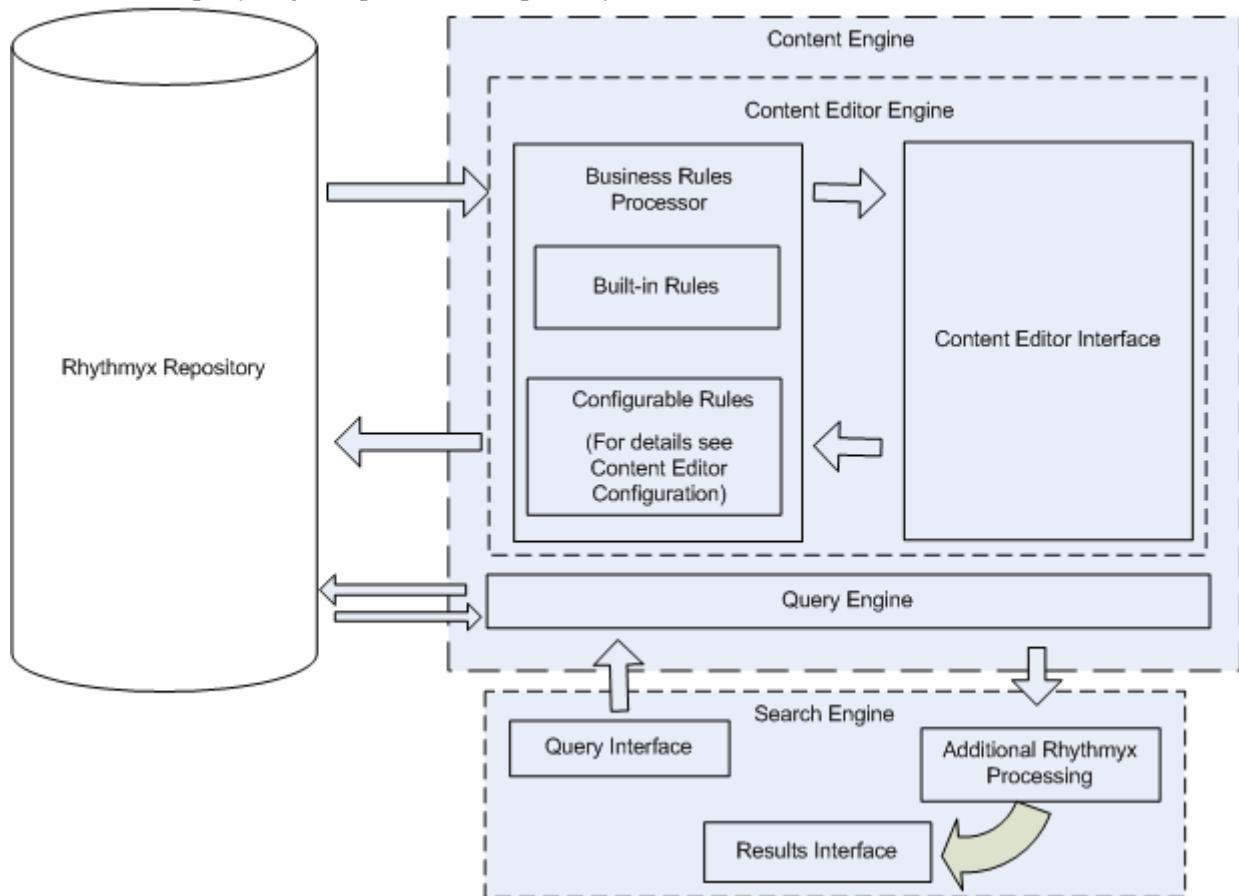 Content Engine
Content Editor Engine
Business Rules
Processor
Built-in Rules
Content Editor Interface
Rhythmyx Repository
Configurable Rules
(For details see
Content Editor
Configuration)
Query Engine
Search Engine
Query Interface
Additional Rhythmyx
Processing
Results Interface